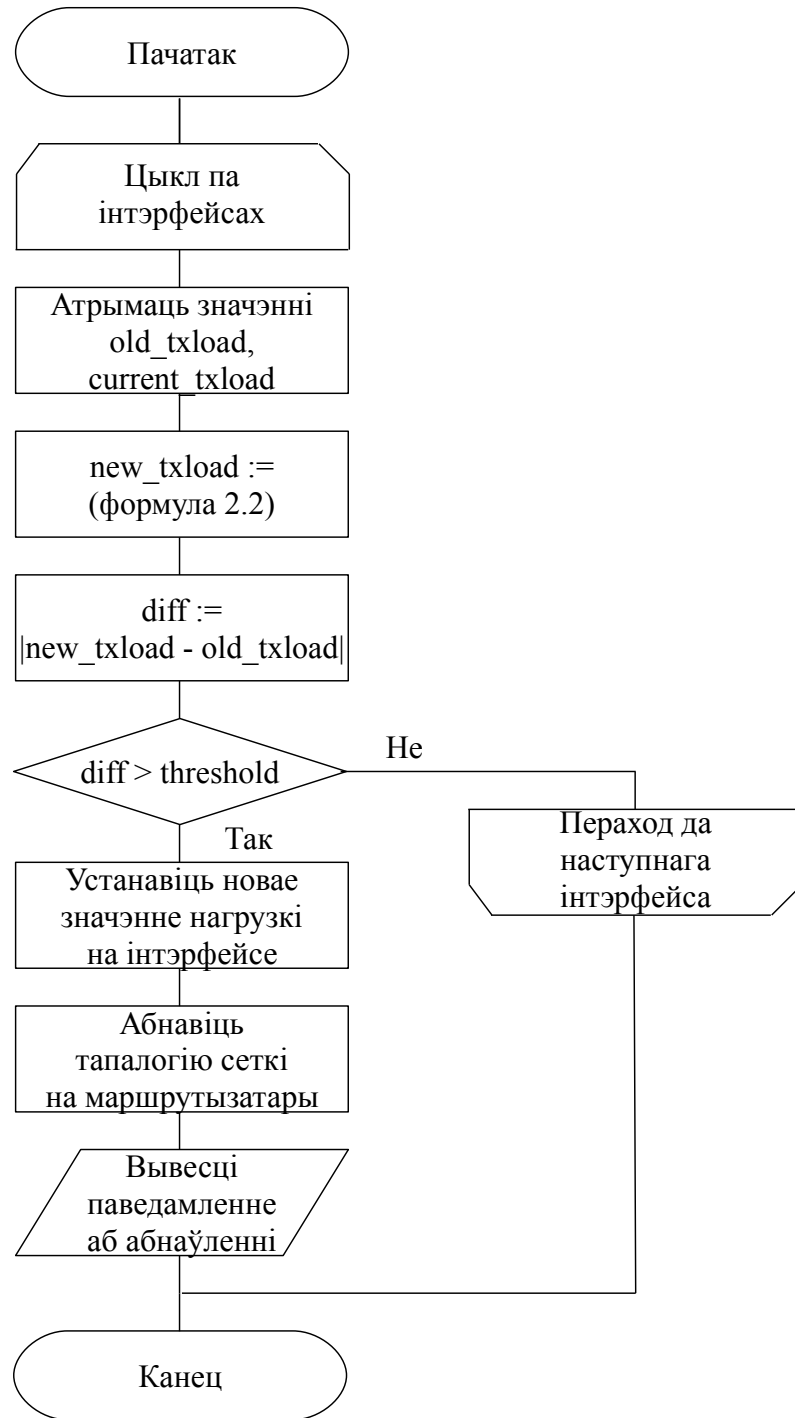 Пачатак
Цыкл па
інтэрфейсах
Атрымаць значэнні
old_txload,
current_txload
new_txload :=
(формула 2.2)
diff :=
|new_txload - old_txload|
diff > threshold
Не
Так
Пераход да
наступнага
інтэрфейса
Устанавіць новае
значэнне нагрузкі
на інтэрфейсе
Абнавіць
тапалогію сеткі
на маршрутызатары
Вывесці
паведамленне
аб абнаўленні
Канец